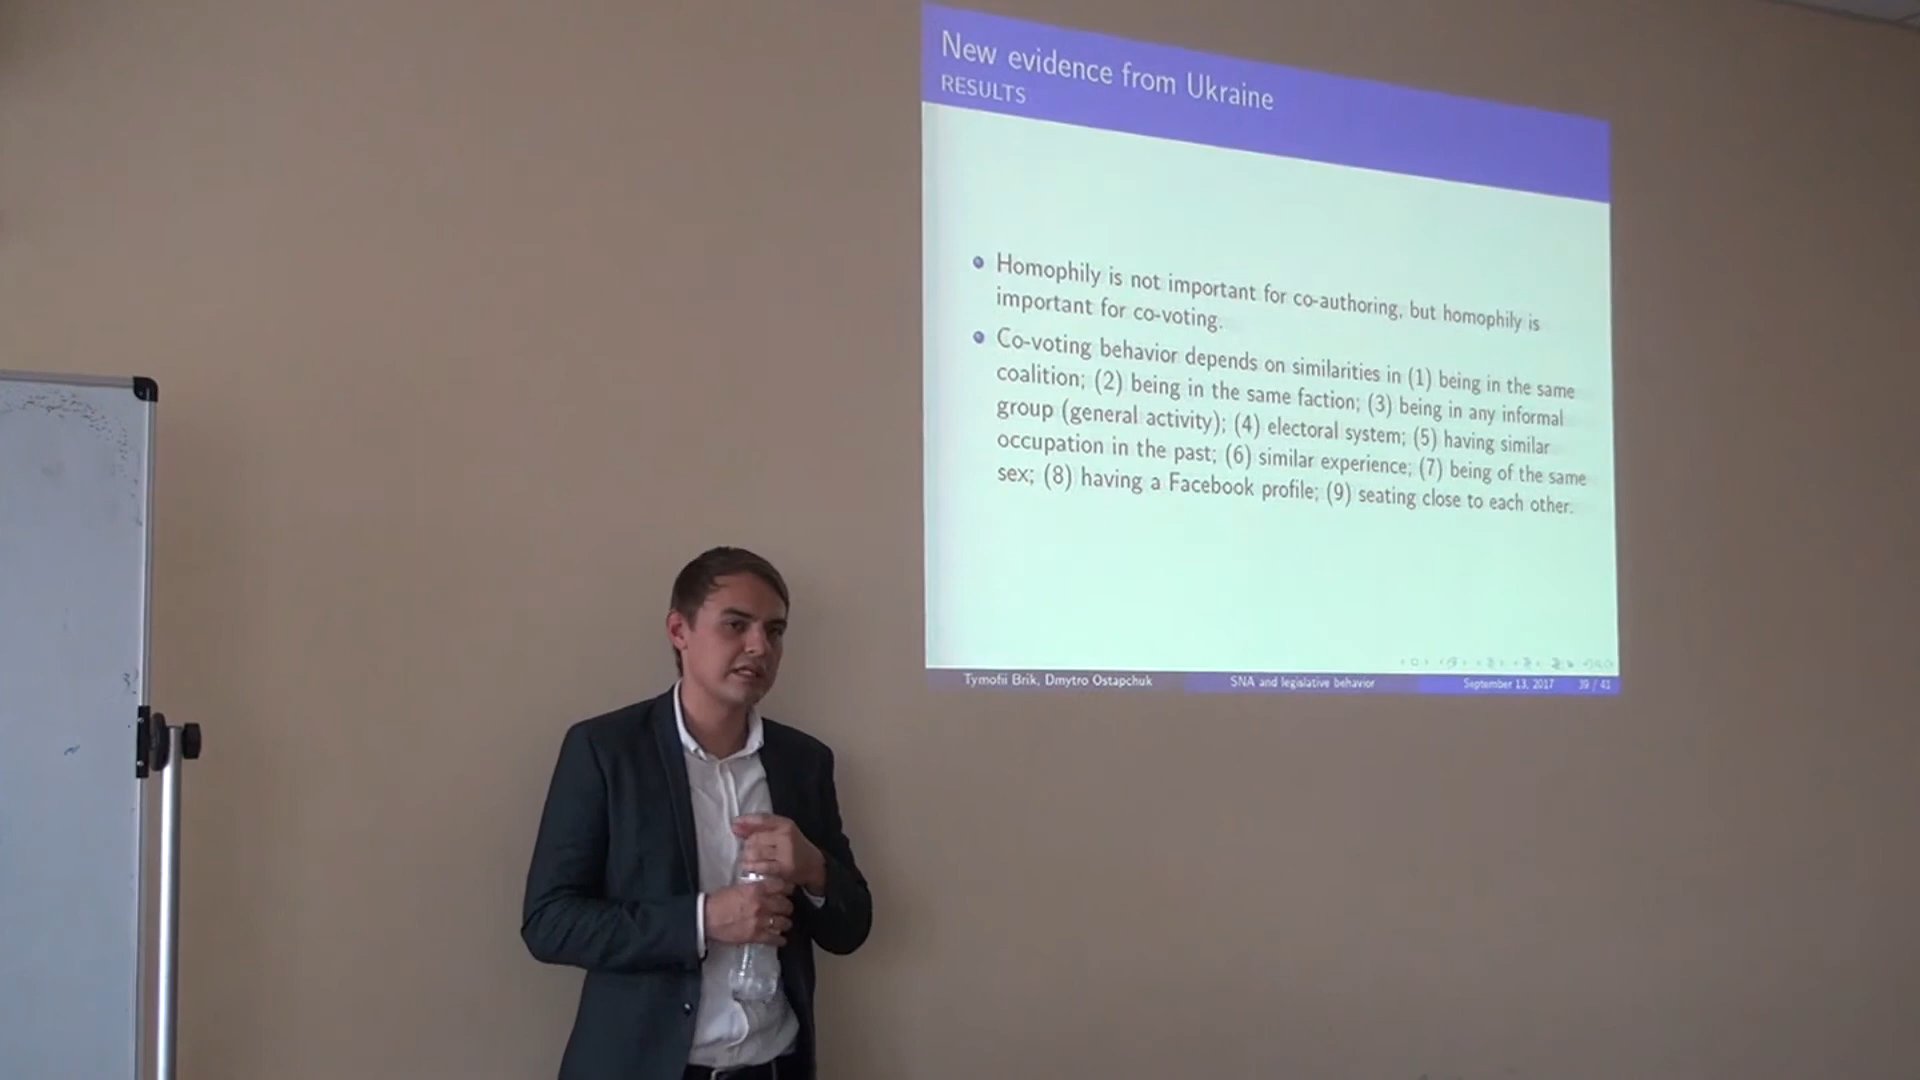 New evidence from Ukraine
RESULTS
Homophily is not important for co-authoring, but homophily is
important for co-voting.
Co-voting behavior depends on similarities in (1) being in the same
coalition; (2) being in the same faction; (3) being in any informal
group (general activity); (4) electoral system; (5) having similar
occupation in the past; (6) similar experience; (7) being of the same
sex; (8) having a Facebook profile; (9) seating close to each other.
Tymofii Brik, Dmytro Ostapchuk
SNA and legislative behavior
September 13, 2017
39 / 41